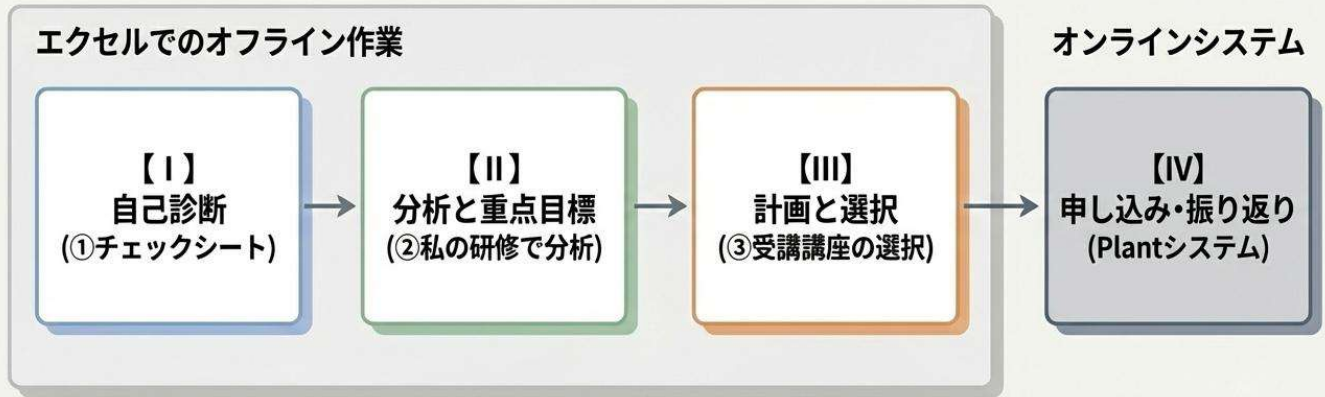 エクセルでのオフライン作業
オンラインシステム
【Ⅰ】
自己診断
(①チェックシート)
【Ⅱ】
分析と重点目標
(②私の研修で分析)
【Ⅲ】
計画と選択
(③受講講座の選択)
【Ⅳ】
申し込み・振り返り
(Plantシステム)